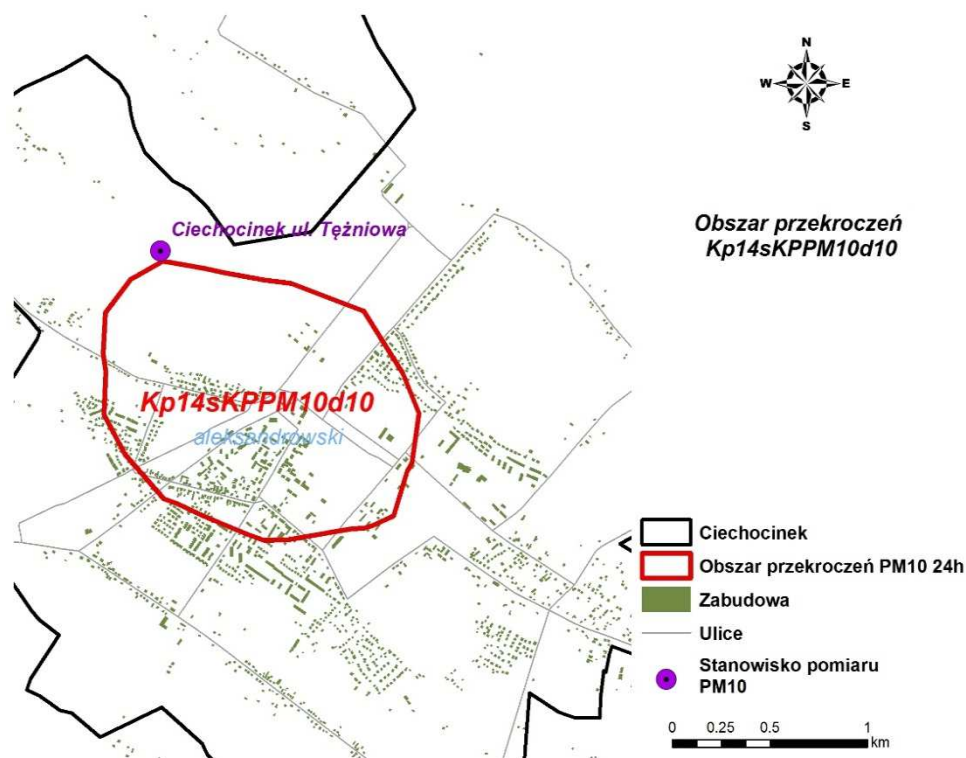 N
W E
S
Ciechocinek ul. Tężniowa
Obszar przekroczeń
Kp14sKPPM10d10
Kp14sKPPM10d10
aleksandrowski
Ciechocinek
Obszar przekroczeń PM10 24h
Zabudowa
Ulice
Stanowisko pomiaru
PM10
0 0.25 0.5 1
km